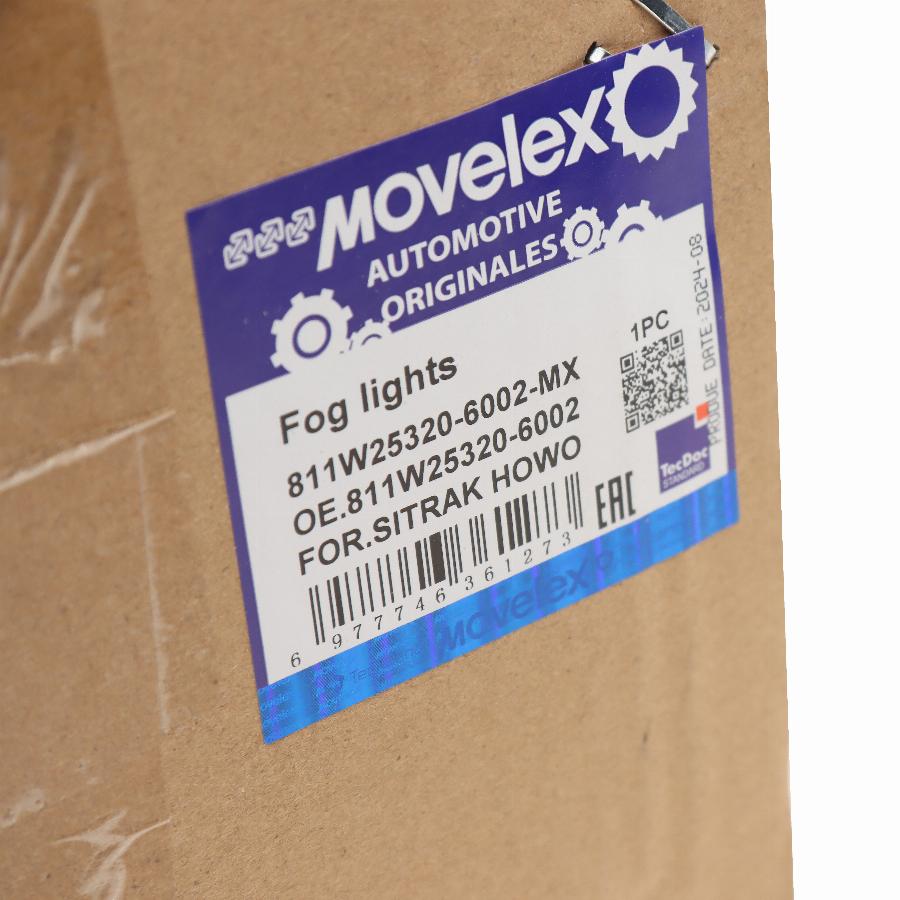 Movelex
AUTOMOTIVE
ORIGINALES
Fog lights
811W25320-6002-MX
OE.811W25320-6002
FOR.SITRAK HOWO
6 977746 361273
1PC
EAC
TecDoc
STANDARD
PRODUE DATE:2024-08
Movelex